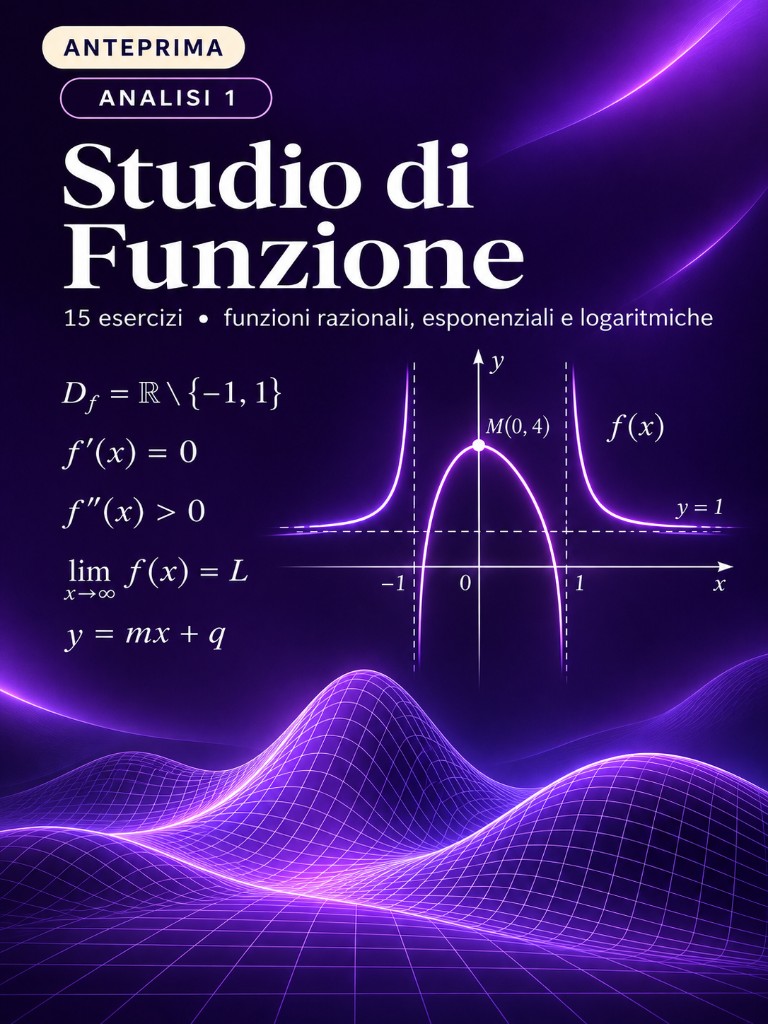 ANTEPRIMA
ANALISI 1
Studio di
Funzione
15 esercizi • funzioni razionali, esponenziali e logaritmiche
D_f = ℝ \ {−1, 1}
f′(x) = 0
f″(x) > 0
lim f(x) = L
x→∞
y = mx + q
y
M(0, 4)
f(x)
y = 1
−1
0
1
x